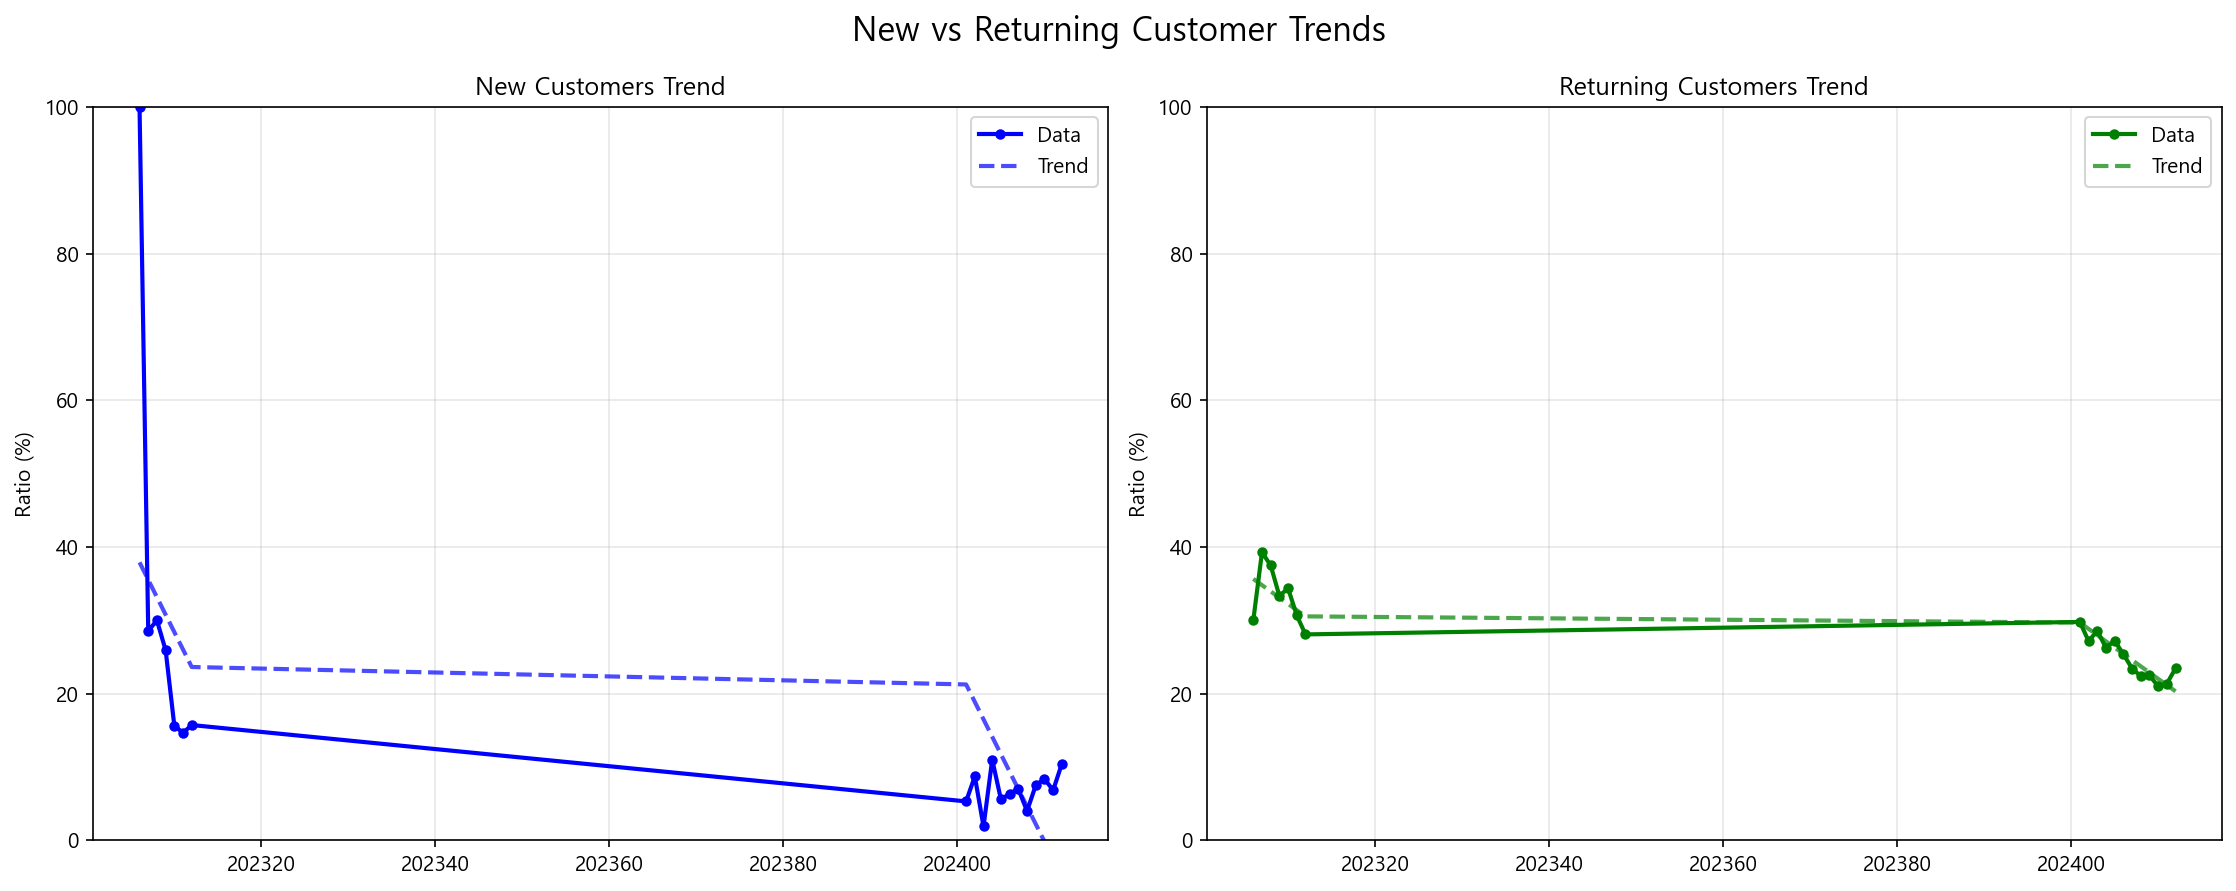 New vs Returning Customer Trends
New Customers Trend
100
80
60
40
20
0
Ratio (%)
Data
Trend
202320
202340
202360
202380
202400
Returning Customers Trend
100
80
60
40
20
0
Ratio (%)
Data
Trend
202320
202340
202360
202380
202400